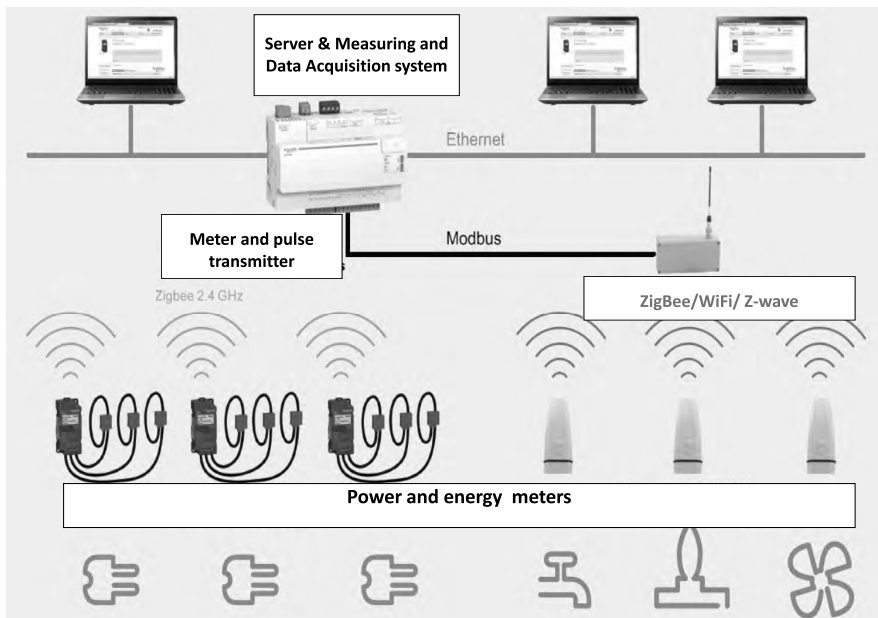 Server & Measuring and
Data Acquisition system
Ethernet
Meter and pulse
transmitter
s
Modbus
ZigBee/WiFi/ Z-wave
Zigbee 2.4 GHz
Power and energy meters